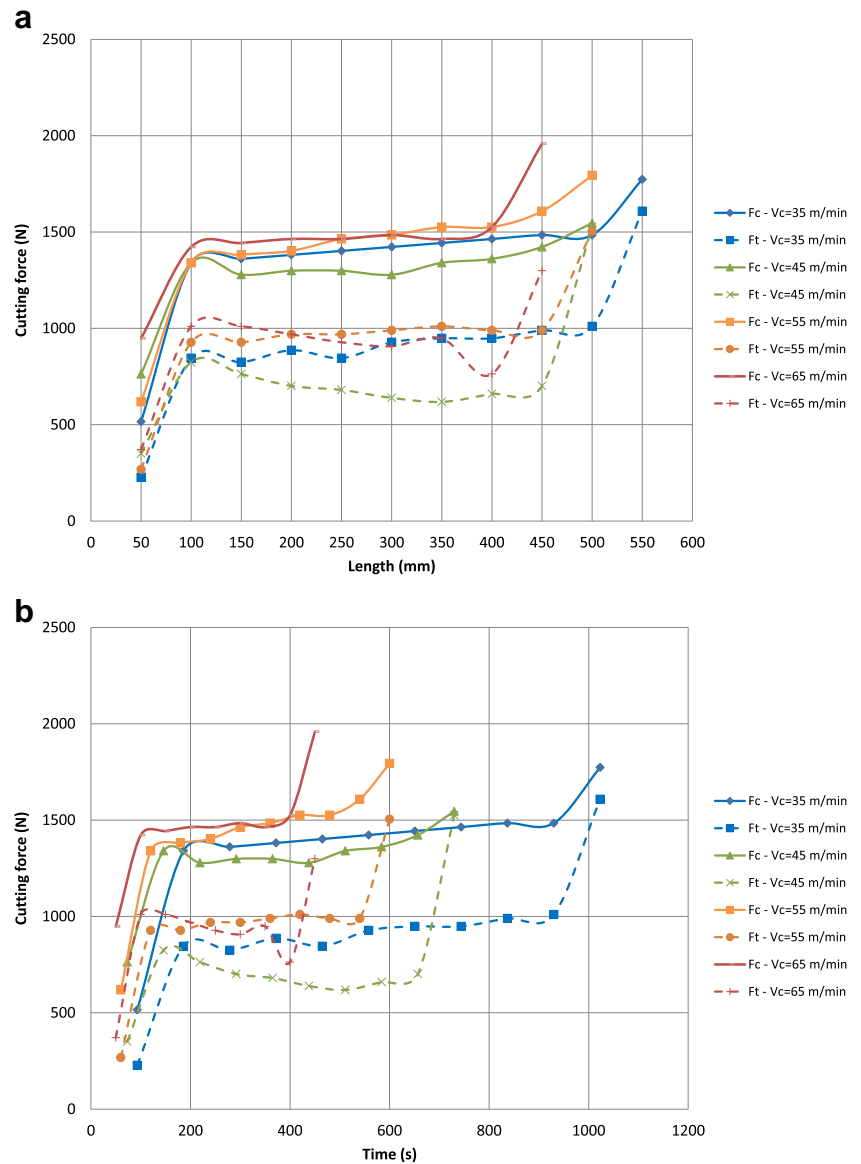 a
2500
2000
1500
1000
500
0
Cutting force (N)
0 50 100 150 200 250 300 350 400 450 500 550 600
Length (mm)
Fc - Vc=35 m/min
Ft - Vc=35 m/min
Fc - Vc=45 m/min
Ft - Vc=45 m/min
Fc - Vc=55 m/min
Ft - Vc=55 m/min
Fc - Vc=65 m/min
Ft - Vc=65 m/min
b
2500
2000
1500
1000
500
0
Cutting force (N)
0 200 400 600 800 1000 1200
Time (s)
Fc - Vc=35 m/min
Ft - Vc=35 m/min
Fc - Vc=45 m/min
Ft - Vc=45 m/min
Fc - Vc=55 m/min
Ft - Vc=55 m/min
Fc - Vc=65 m/min
Ft - Vc=65 m/min